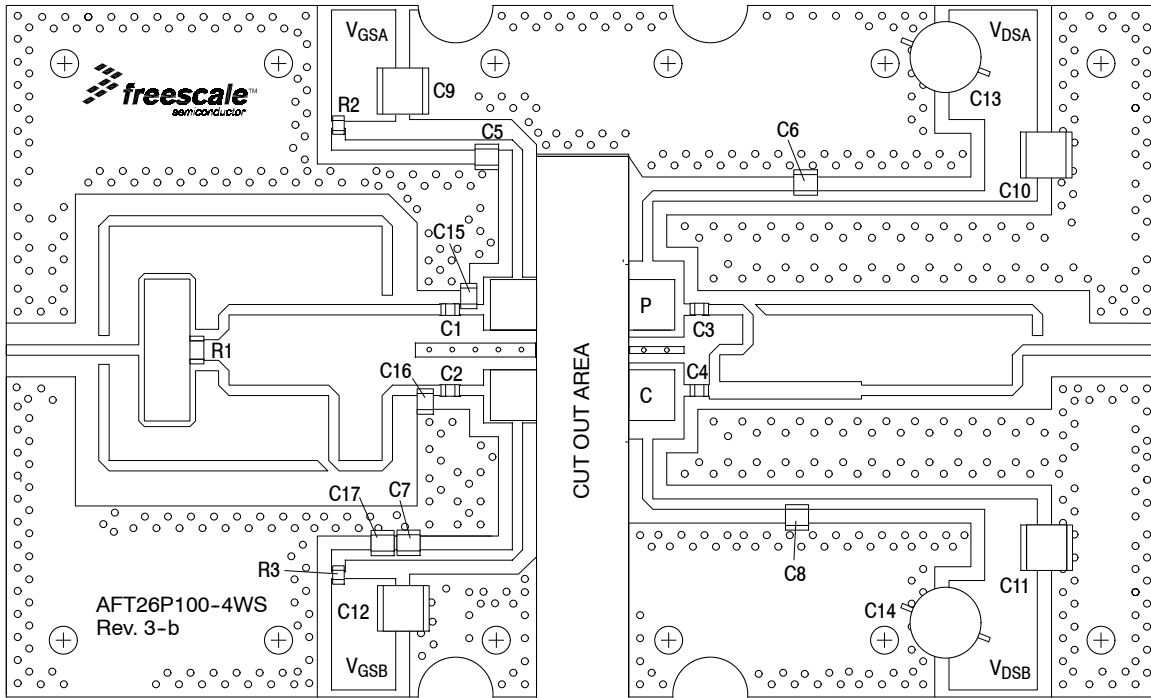 VGSA
VDSA
freescale™
semiconductor
C9
C13
R2
C5
C6
C10
C15
C1
P
C3
R1
C16
C2
C4
C
CUT OUT AREA
C17
C7
R3
C8
C11
C12
C14
AFT26P100-4WS
Rev. 3-b
VGSB
VDSB